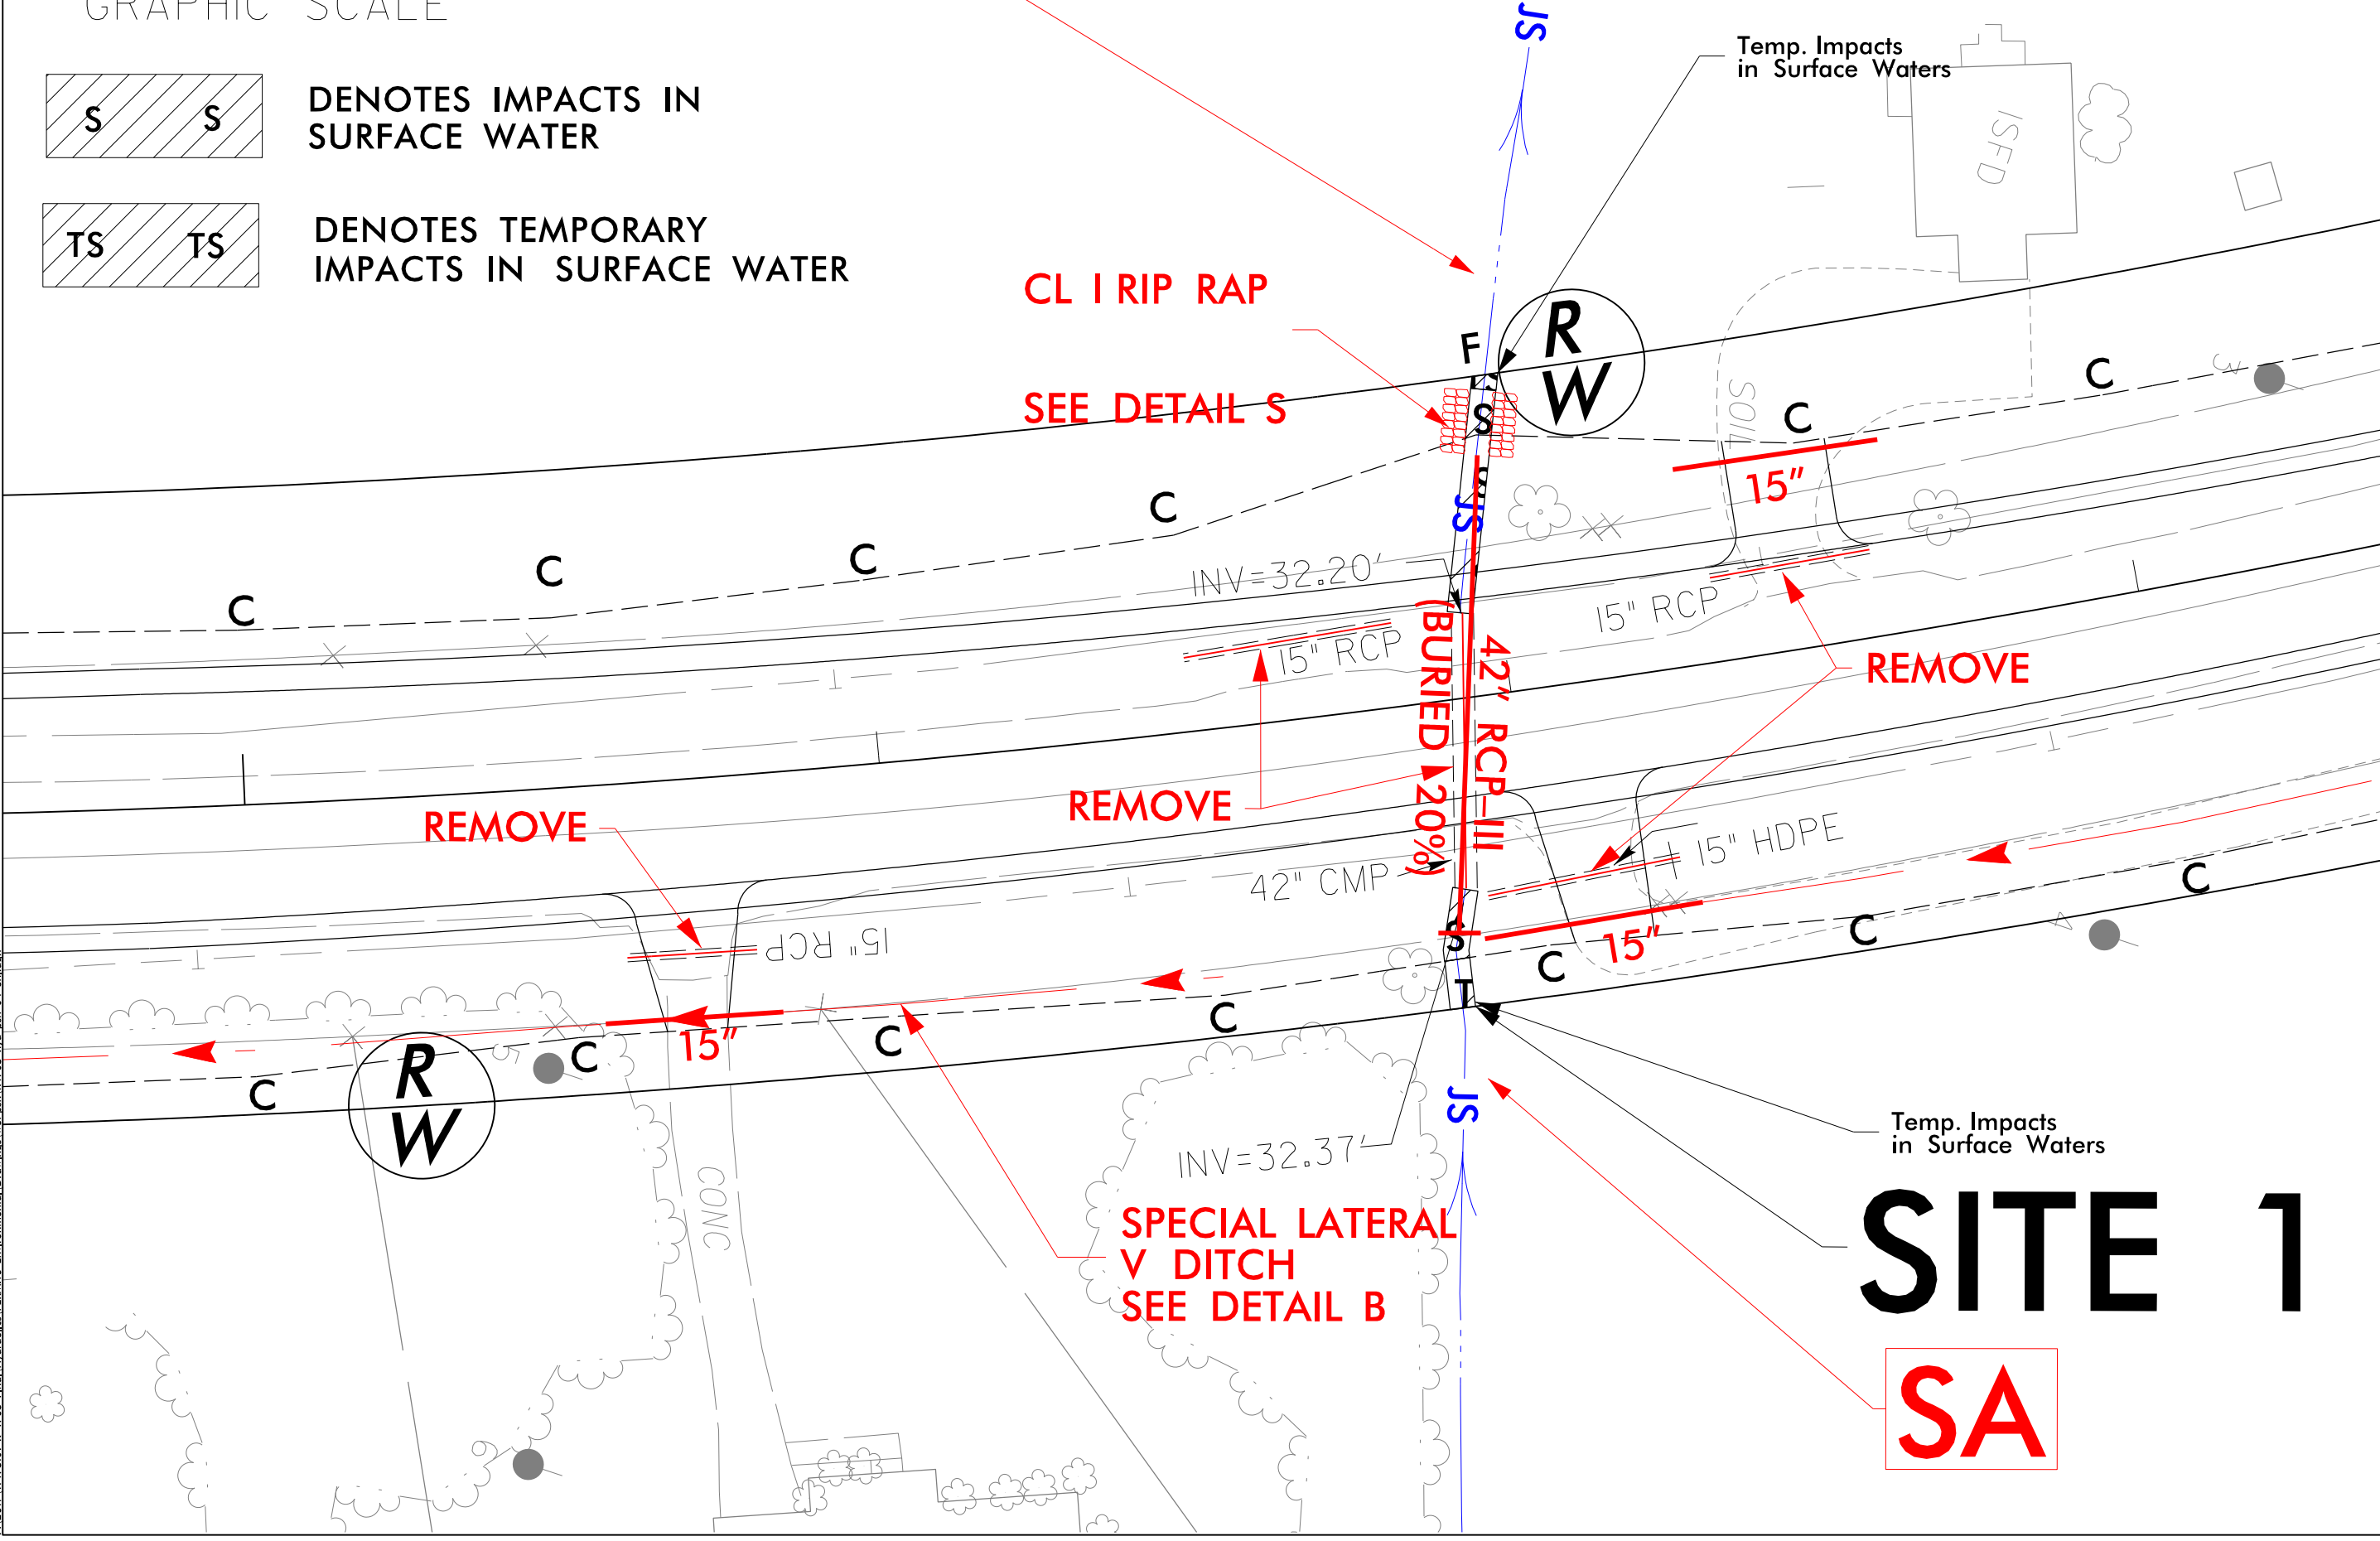 GRAPHIC SCALE
S S
DENOTES IMPACTS IN
SURFACE WATER
TS TS
DENOTES TEMPORARY
IMPACTS IN SURFACE WATER
JS
Temp. Impacts
in Surface Waters
ISFD
CL I RIP RAP
SEE DETAIL S
F
R
W
S
C
C
C
C
C
C
SOIL
15"
JS
INV=32.20'
15" RCP
15" RCP
REMOVE
42" RCP-III
(BURIED 20%)
REMOVE
REMOVE
42" CMP
15" HDPE
15" RCP
S
15"
C
C
C
C
C
C
C
15"
R
W
T
JS
Temp. Impacts
in Surface Waters
INV=32.37'
CONC
SPECIAL LATERAL
V DITCH
SEE DETAIL B
SITE 1
SA